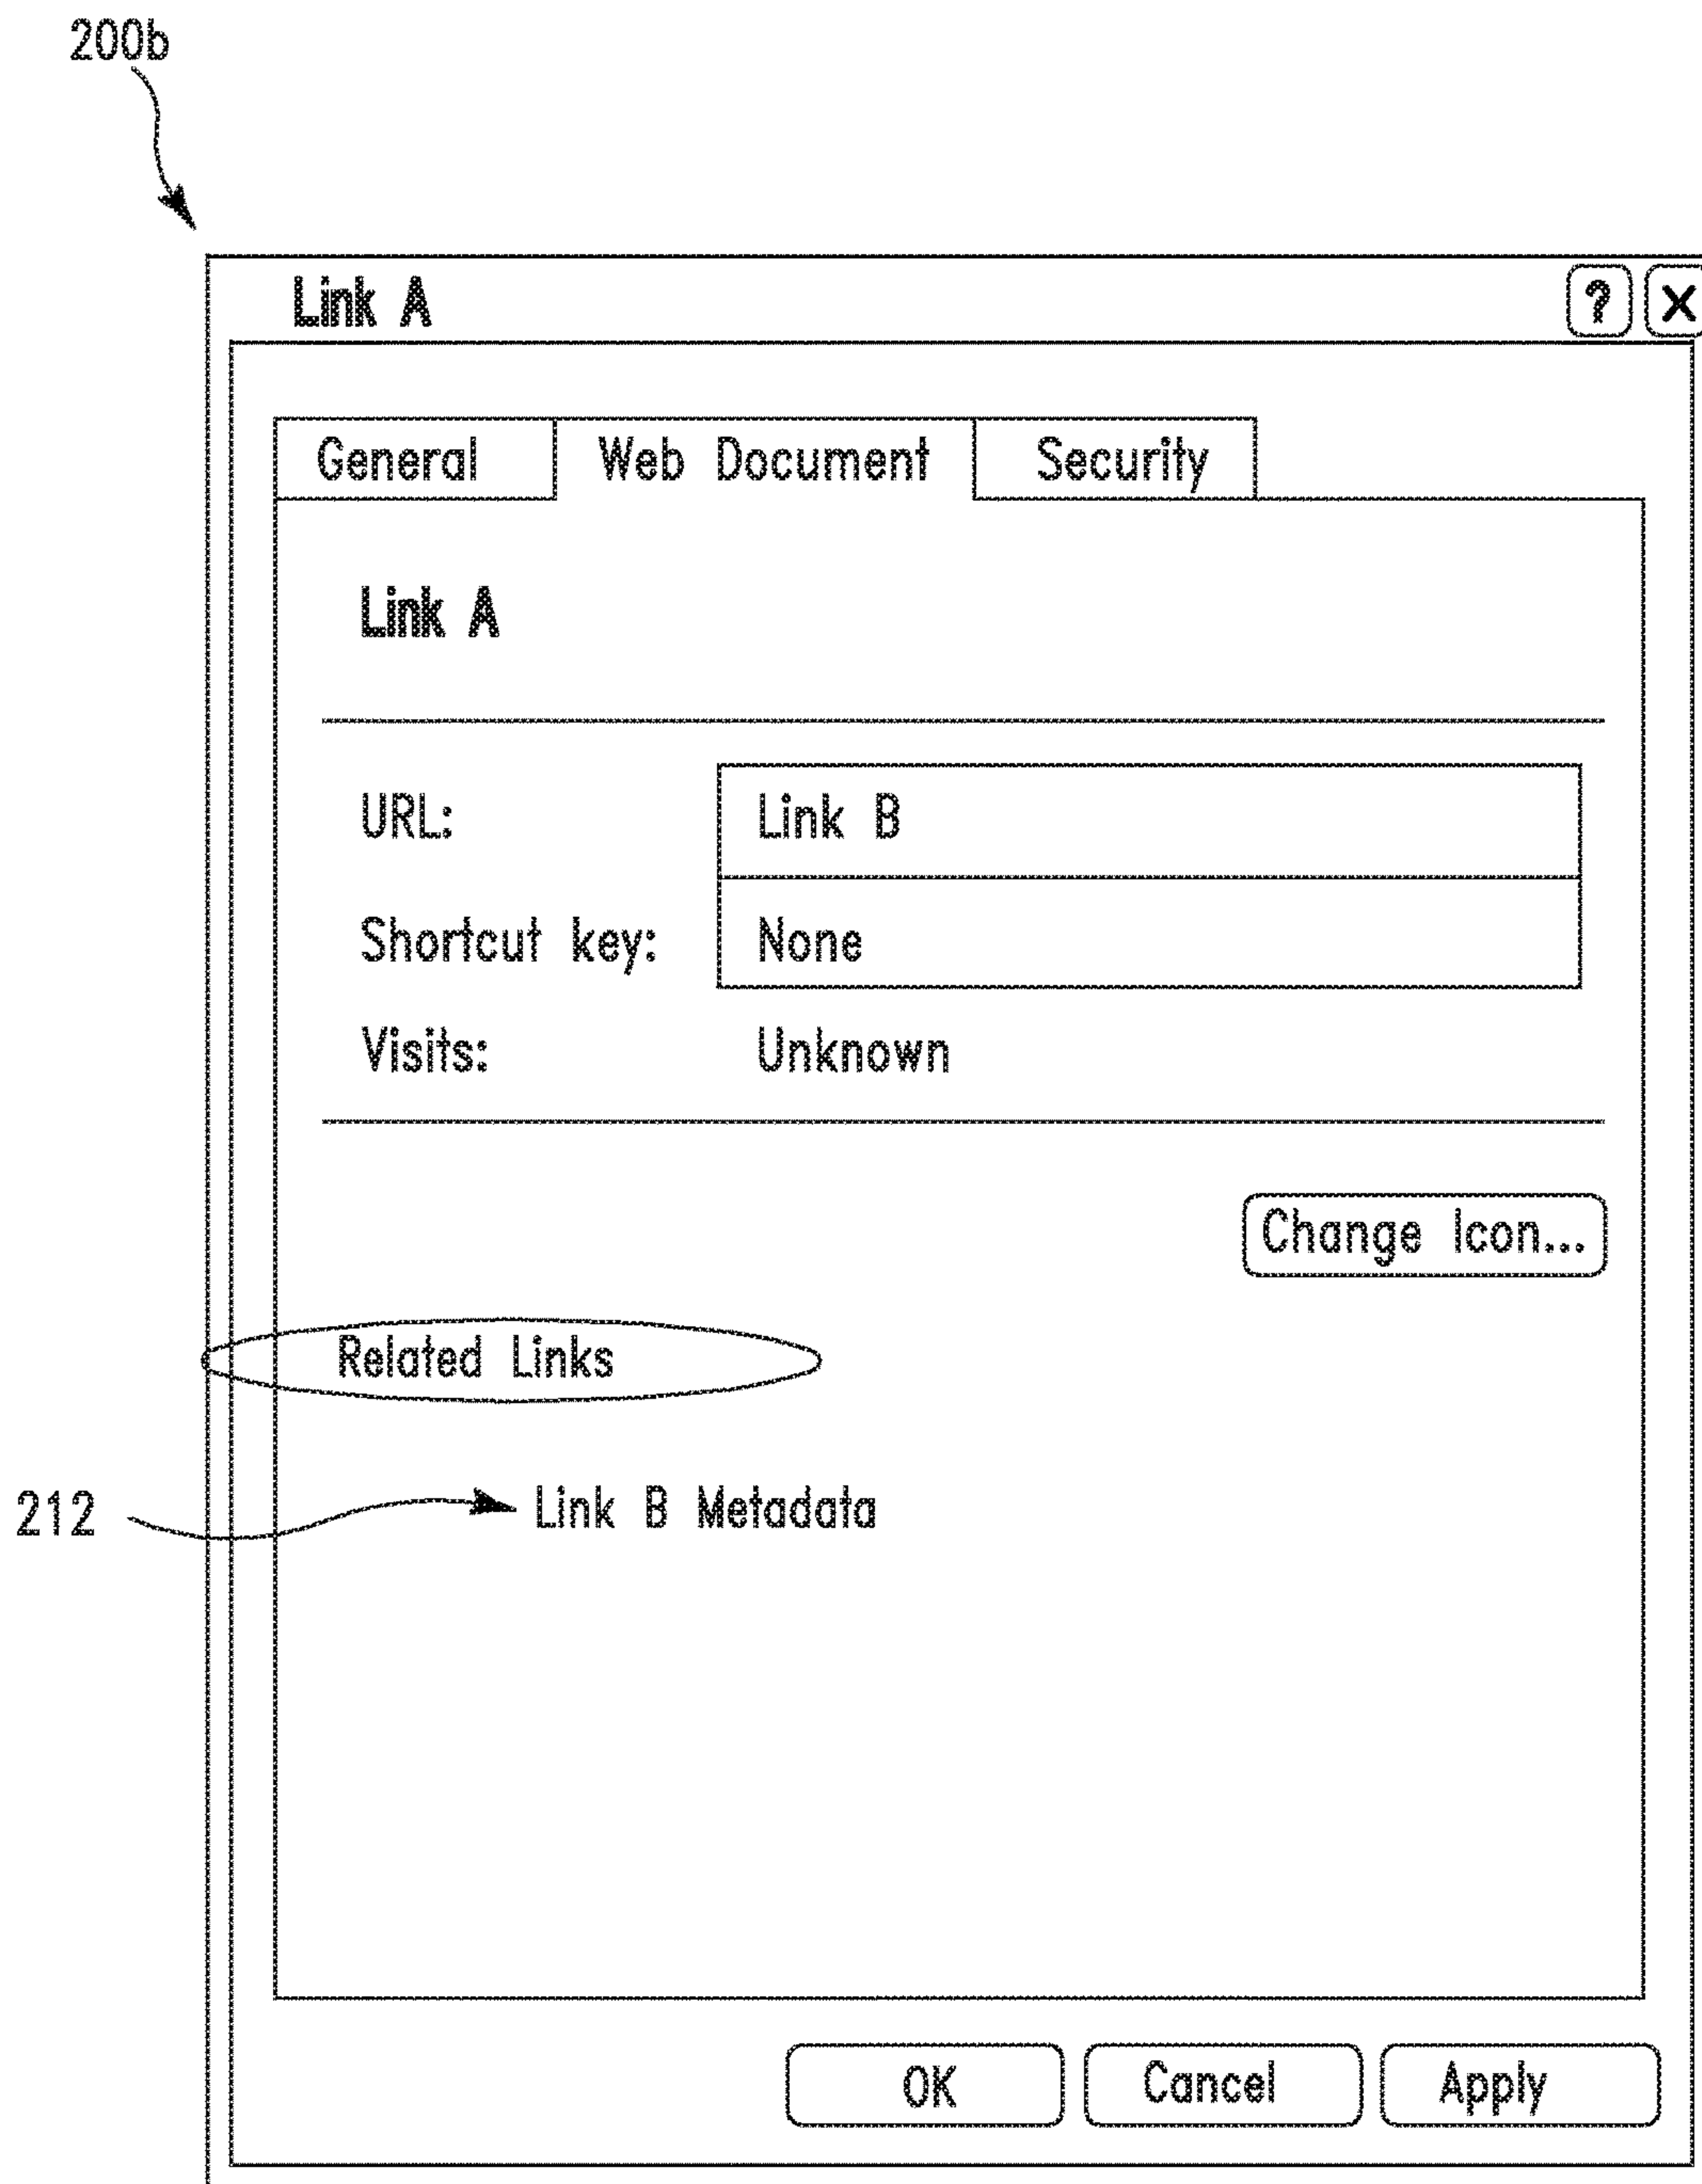 200b
Link A ? X
General Web Document Security
Link A
URL: Link B
Shortcut key: None
Visits: Unknown
Change Icon...
Related Links
212 Link B Metadata
OK Cancel Apply